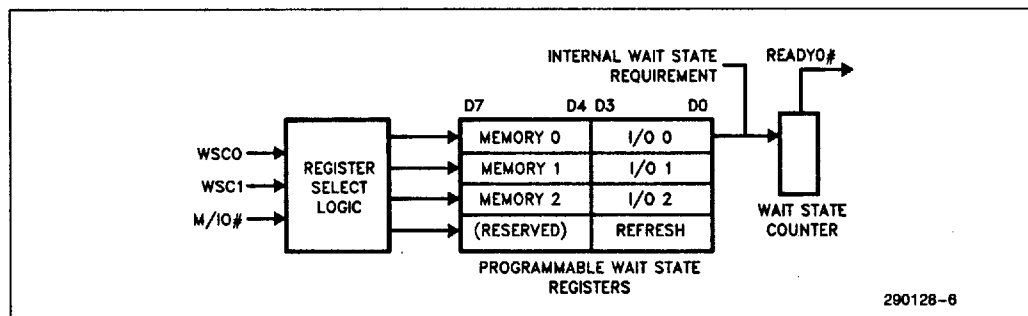 INTERNAL WAIT STATE
REQUIREMENT
READYO#
D7 D4 D3 D0
WSC0
WSC1
M/IO#
REGISTER
SELECT
LOGIC
MEMORY 0 I/O 0
MEMORY 1 I/O 1
MEMORY 2 I/O 2
(RESERVED) REFRESH
WAIT STATE
COUNTER
PROGRAMMABLE WAIT STATE
REGISTERS
290128-6